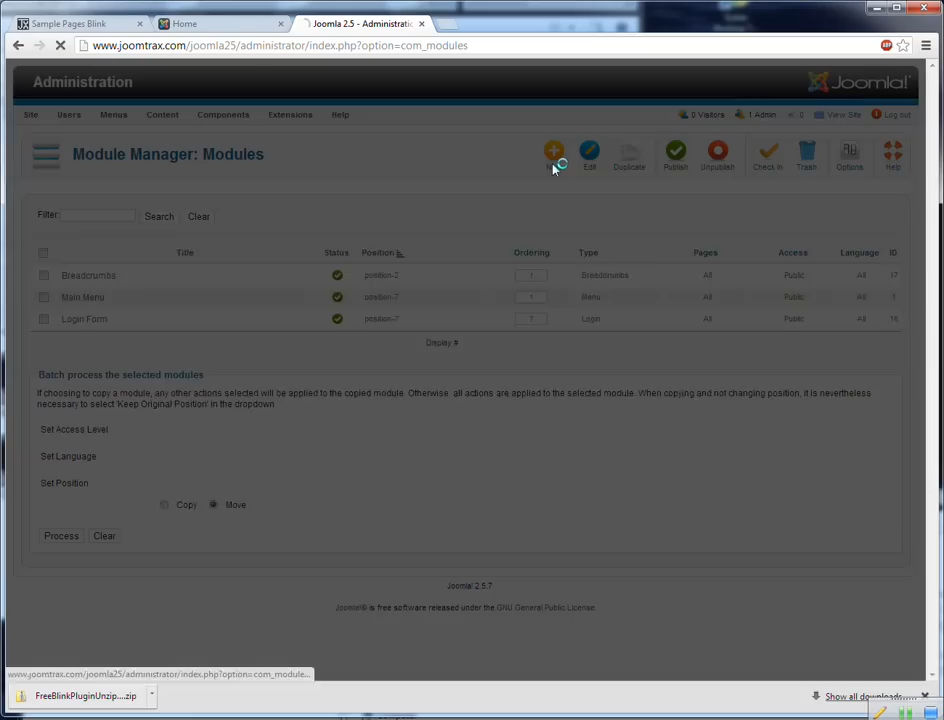 Sample Pages Blink
Home
Joomla 2.5 - Administratio
www.joomtrax.com/joomla25/administrator/index.php?option=com_modules
ABP
Administration
Joomla!
Site Users Menus Content Components Extensions Help
0 Visitors 1 Admin 0 View Site Log out
Module Manager: Modules
Edit Duplicate Publish Unpublish Check In Trash Options Help
Filter: Search Clear
Title Status Position Ordering Type Pages Access Language ID
Breadcrumbs position-2 1 Breadcrumbs All Public All 17
Main Menu position-7 1 Menu All Public All 1
Login Form position-7 7 Login All Public All 16
Display #
Batch process the selected modules
If choosing to copy a module, any other actions selected will be applied to the copied module. Otherwise, all actions are applied to the selected module. When copying and not changing position, it is nevertheless
necessary to select 'Keep Original Position' in the dropdown
Set Access Level
Set Language
Set Position
Copy Move
Process Clear
Joomla! 2.5.7
Joomla!® is free software released under the GNU General Public License.
www.joomtrax.com/joomla25/administrator/index.php?option=com_module...
FreeBlinkPluginUnzip....zip
Show all downloads...